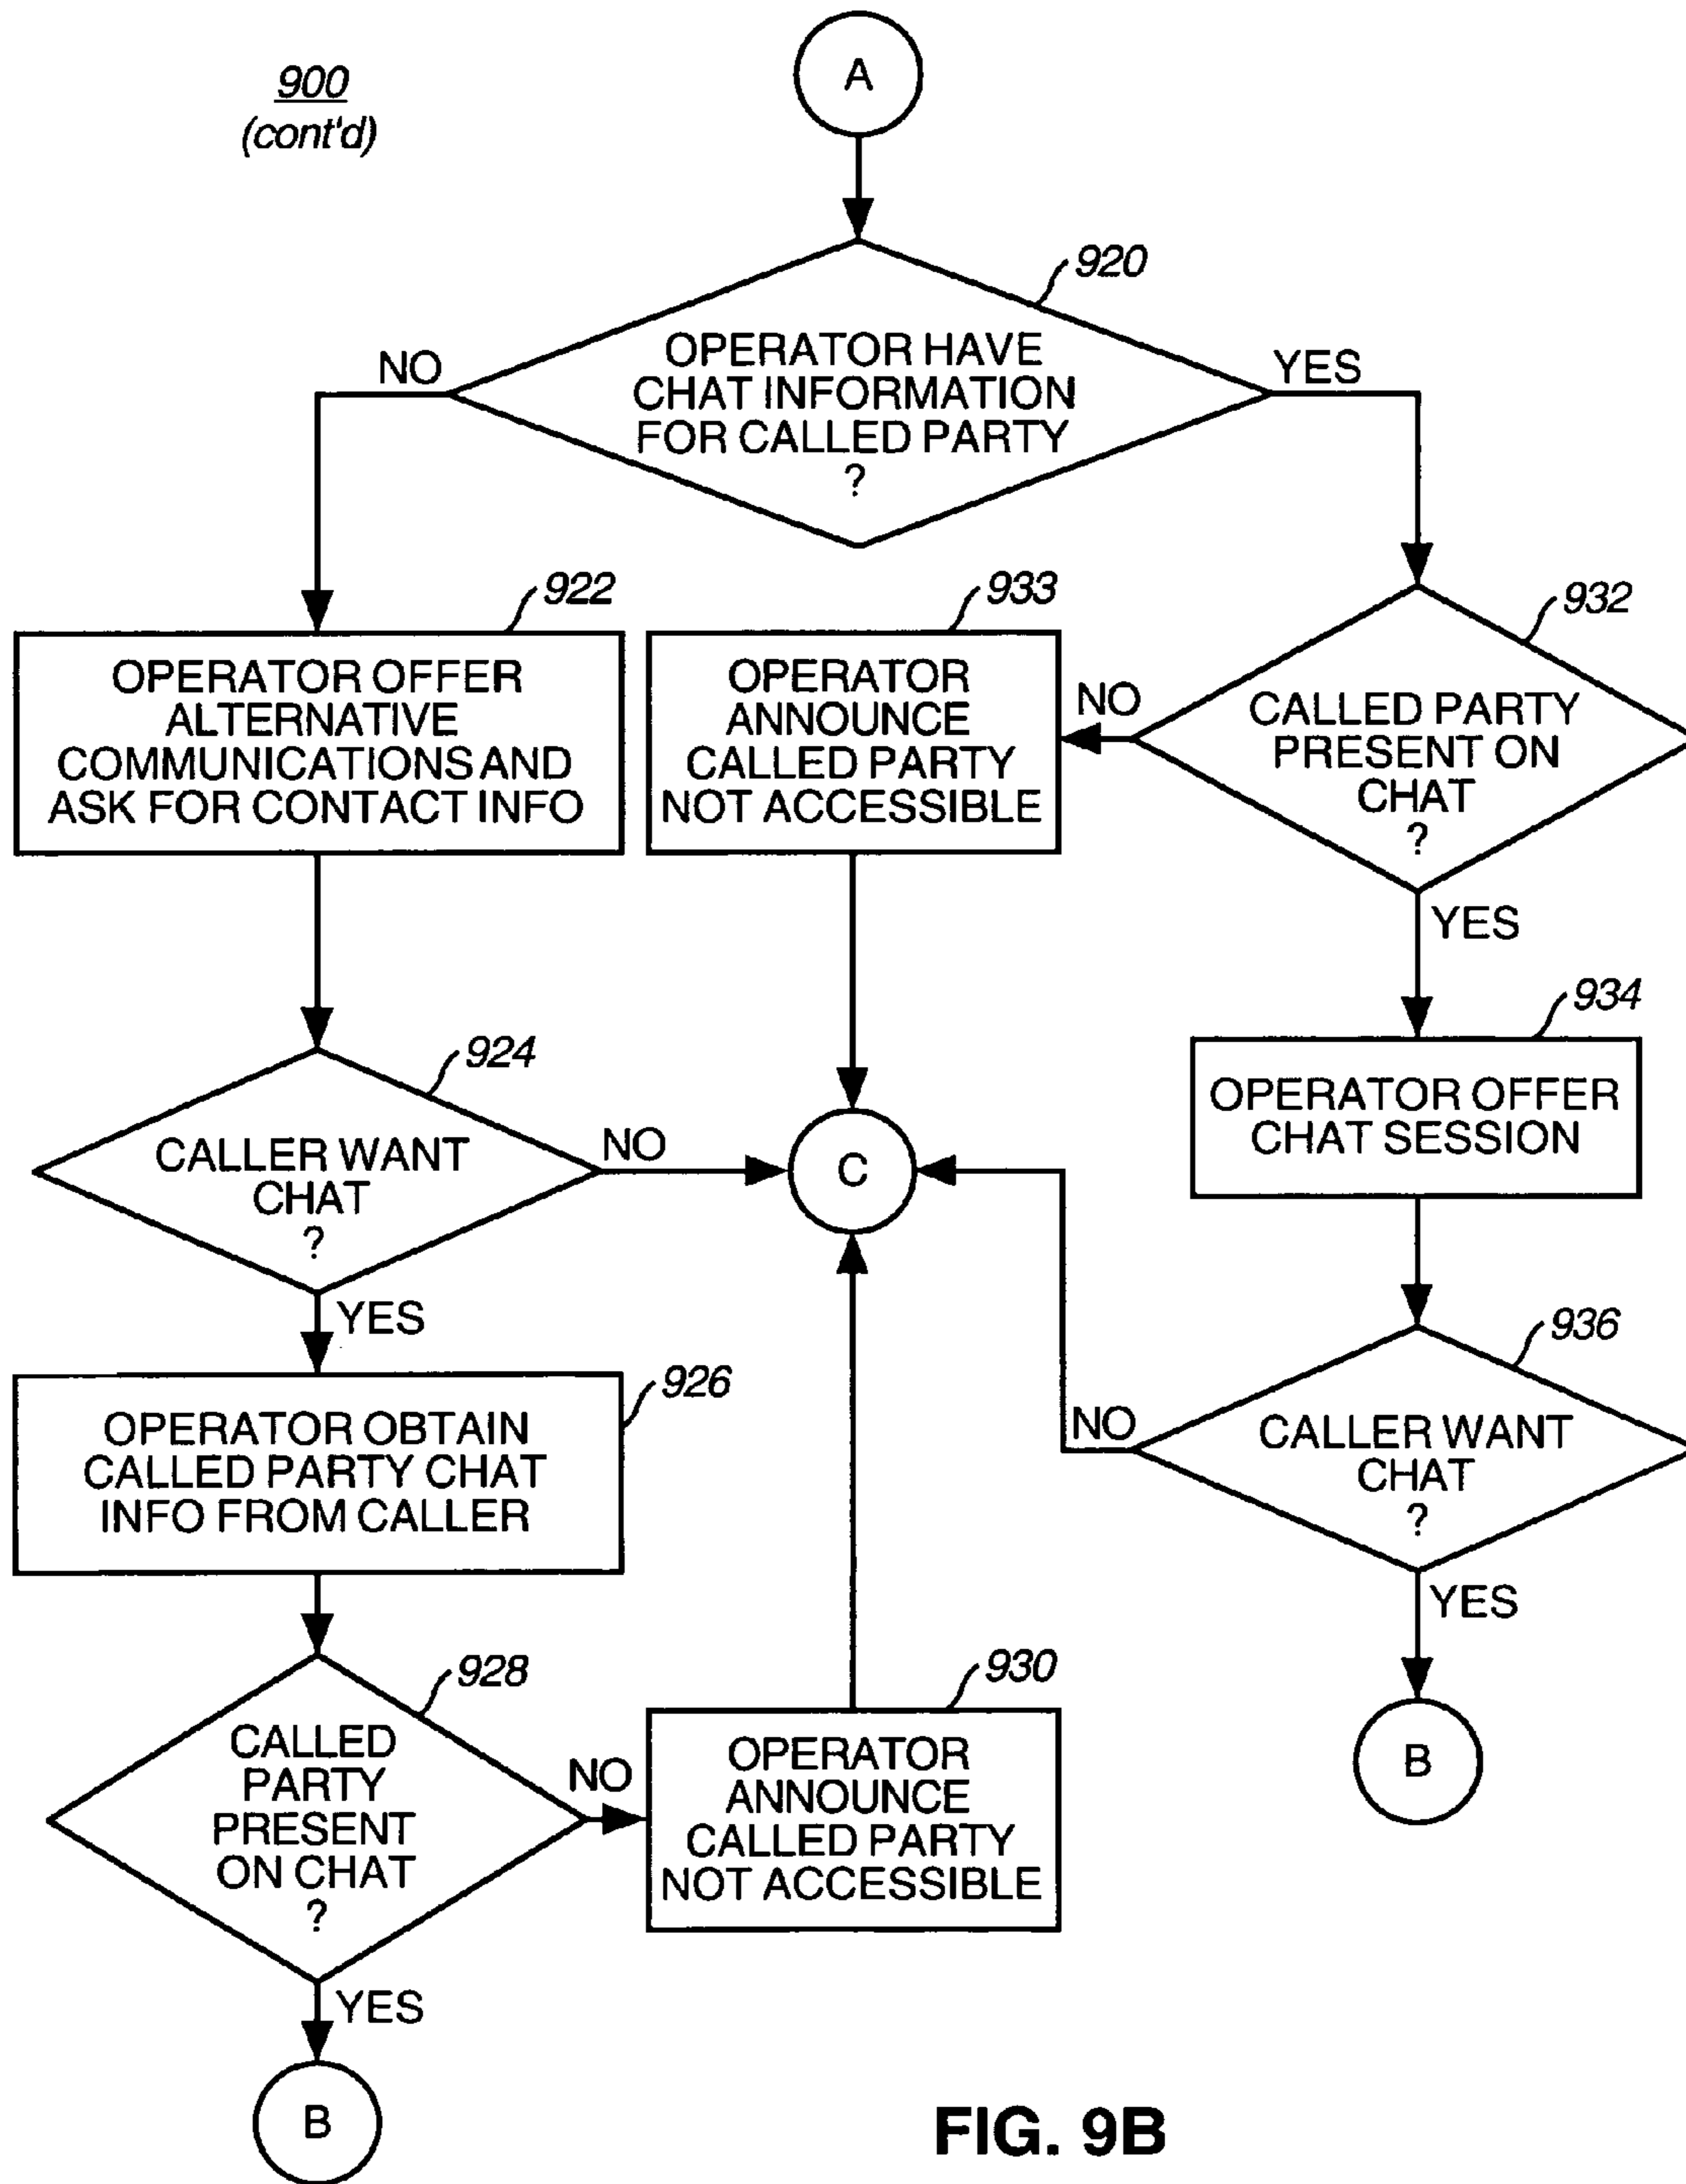 900
(cont'd)
A
920
OPERATOR HAVE
CHAT INFORMATION
FOR CALLED PARTY
?
NO
YES
922
OPERATOR OFFER
ALTERNATIVE
COMMUNICATIONS AND
ASK FOR CONTACT INFO
933
OPERATOR
ANNOUNCE
CALLED PARTY
NOT ACCESSIBLE
NO
932
CALLED PARTY
PRESENT ON
CHAT
?
YES
934
OPERATOR OFFER
CHAT SESSION
924
CALLER WANT
CHAT
?
NO
C
YES
936
CALLER WANT
CHAT
?
NO
YES
B
926
OPERATOR OBTAIN
CALLED PARTY CHAT
INFO FROM CALLER
928
CALLED
PARTY
PRESENT
ON CHAT
?
NO
930
OPERATOR
ANNOUNCE
CALLED PARTY
NOT ACCESSIBLE
YES
B
FIG. 9B